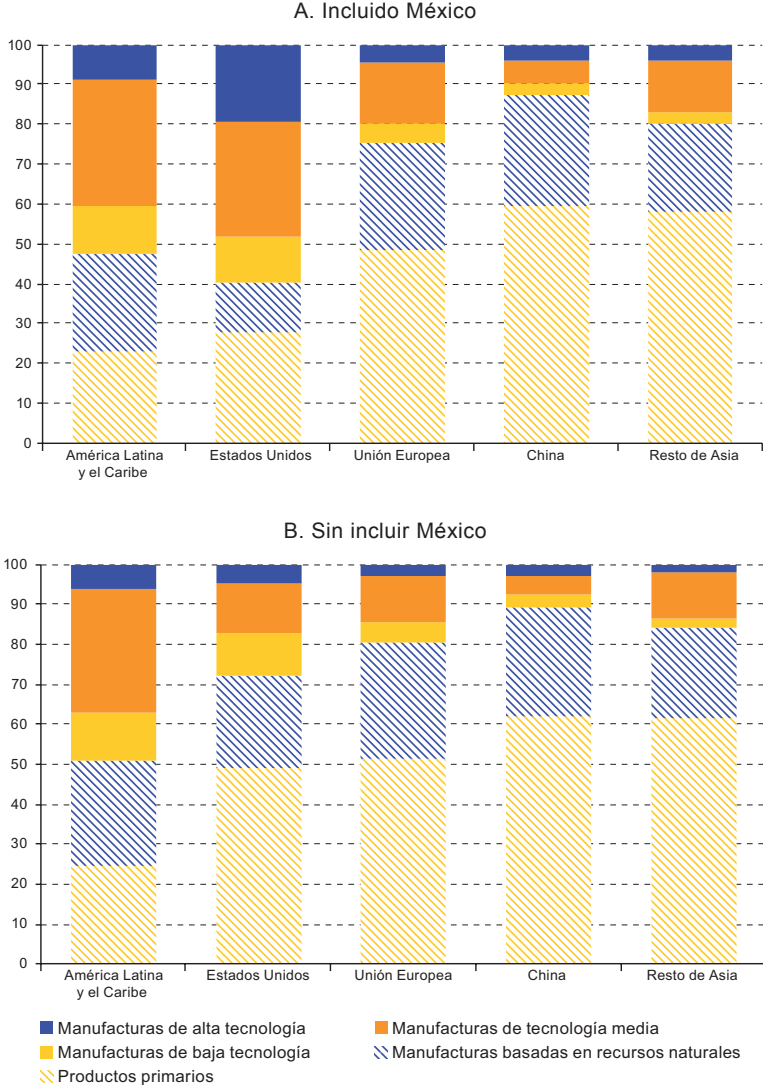 A. Incluido México
100
90
80
70
60
50
40
30
20
10
0
América Latina
y el Caribe
Estados Unidos
Unión Europea
China
Resto de Asia
B. Sin incluir México
100
90
80
70
60
50
40
30
20
10
0
América Latina
y el Caribe
Estados Unidos
Unión Europea
China
Resto de Asia
Manufacturas de alta tecnología
Manufacturas de tecnología media
Manufacturas de baja tecnología
Manufacturas basadas en recursos naturales
Productos primarios